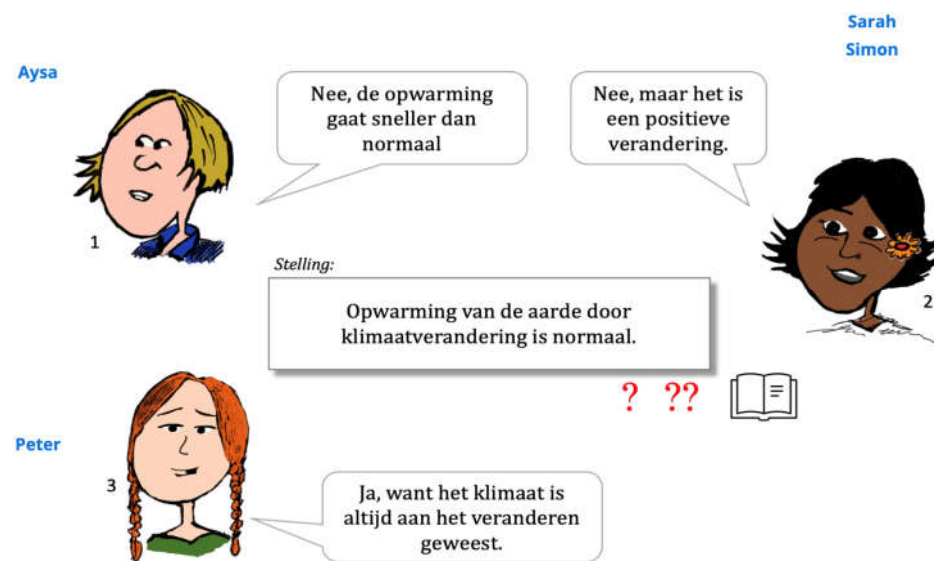 Sarah
Simon
Aysa
Nee, de opwarming
gaat sneller dan
normaal
Nee, maar het is
een positieve
verandering.
1
2
Stelling:
Opwarming van de aarde door
klimaatverandering is normaal.
? ??
Peter
3
Ja, want het klimaat is
altijd aan het veranderen
geweest.